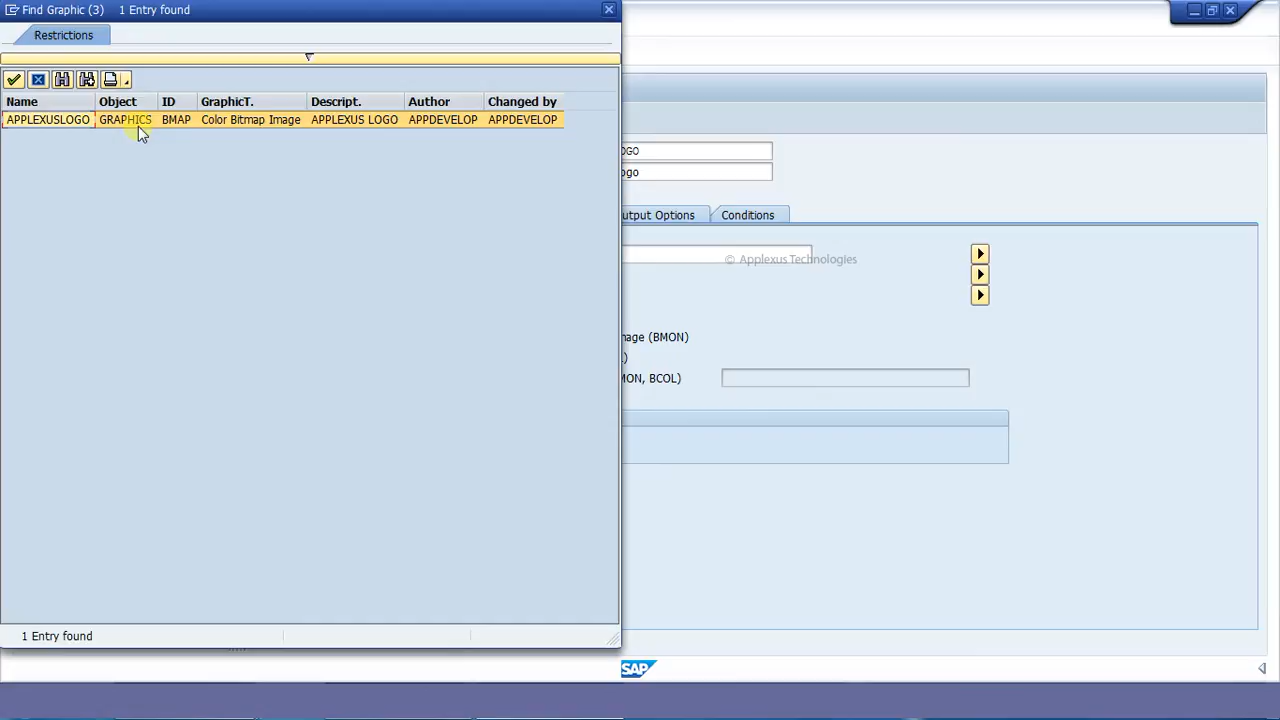 Find Graphic (3) 1 Entry found
Restrictions
Name Object ID GraphicT. Descript. Author Changed by
APPLEXUSLOGO GRAPHICS BMAP Color Bitmap Image APPLEXUS LOGO APPDEVELOP APPDEVELOP
OGO
ogo
utput Options Conditions
© Applexus Technologies
nage (BMON)
MON, BCOL)
1 Entry found
SAP